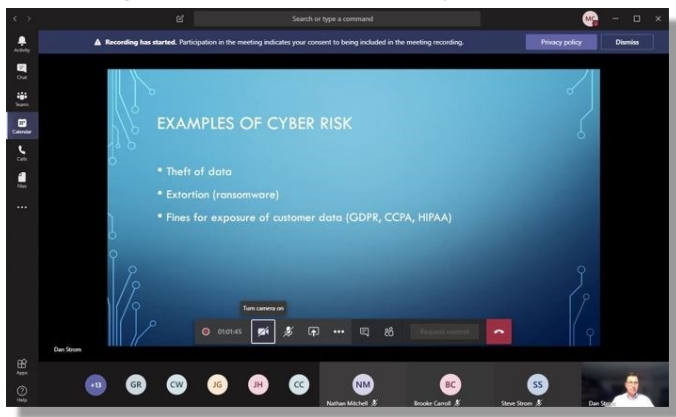 Search or type a command
MC
Recording has started. Participation in the meeting indicates your consent to being included in the meeting recording.
Privacy policy
Dismiss
Activity
Chat
Teams
Calendar
Calls
Files
EXAMPLES OF CYBER RISK
• Theft of data
• Extortion (ransomware)
• Fines for exposure of customer data (GDPR, CCPA, HIPAA)
Turn camera on
01:01:45
Request control
Dan Strom
Apps
Help
+13
GR
CW
JG
JH
CC
NM
Nathan Mitchell
BC
Brooke Carroll
SS
Steve Strom
Dan